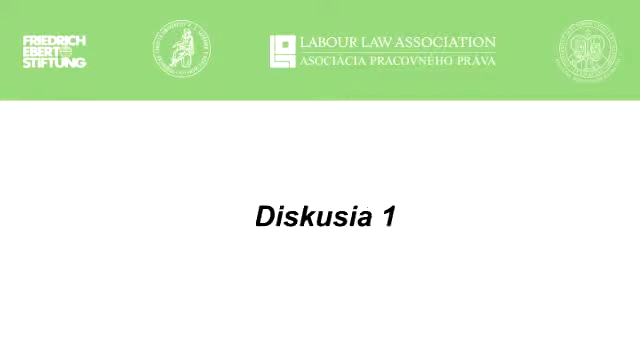 FRIEDRICH
EBERT
STIFTUNG
LABOUR LAW ASSOCIATION
ASOCIÁCIA PRACOVNÉHO PRÁVA
Diskusia 1